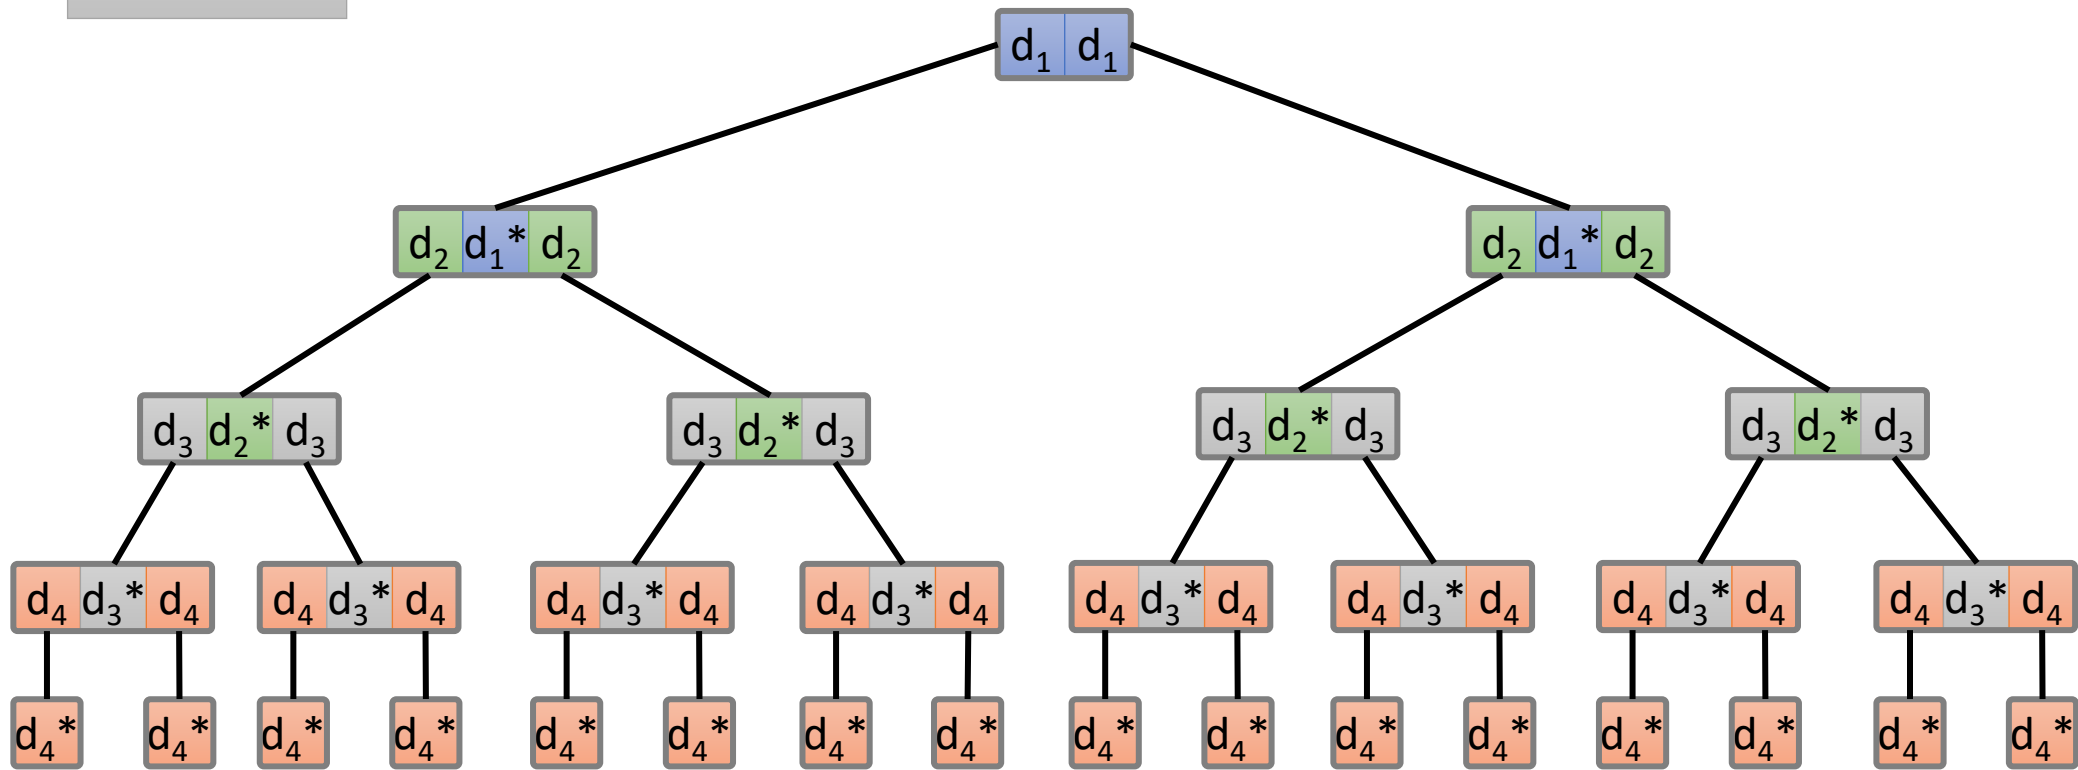 d₁ d₁
d₂ d₁* d₂ d₂ d₁* d₂
d₃ d₂* d₃ d₃ d₂* d₃ d₃ d₂* d₃ d₃ d₂* d₃
d₄ d₃* d₄ d₄ d₃* d₄ d₄ d₃* d₄ d₄ d₃* d₄ d₄ d₃* d₄ d₄ d₃* d₄ d₄ d₃* d₄ d₄ d₃* d₄
d₄* d₄* d₄* d₄* d₄* d₄* d₄* d₄* d₄* d₄* d₄* d₄* d₄* d₄* d₄* d₄*